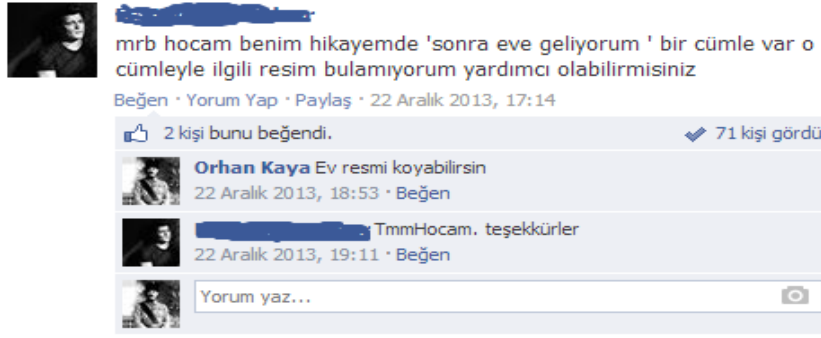 mrb hocam benim hikayemde 'sonra eve geliyorum ' bir cümle var o
cümleyle ilgili resim bulamıyorum yardımcı olabilirmisiniz
Beğen · Yorum Yap · Paylaş · 22 Aralık 2013, 17:14
2 kişi bunu beğendi. 71 kişi gördü
Orhan Kaya Ev resmi koyabilirsin
22 Aralık 2013, 18:53 · Beğen
TmmHocam. teşekkürler
22 Aralık 2013, 19:11 · Beğen
Yorum yaz...